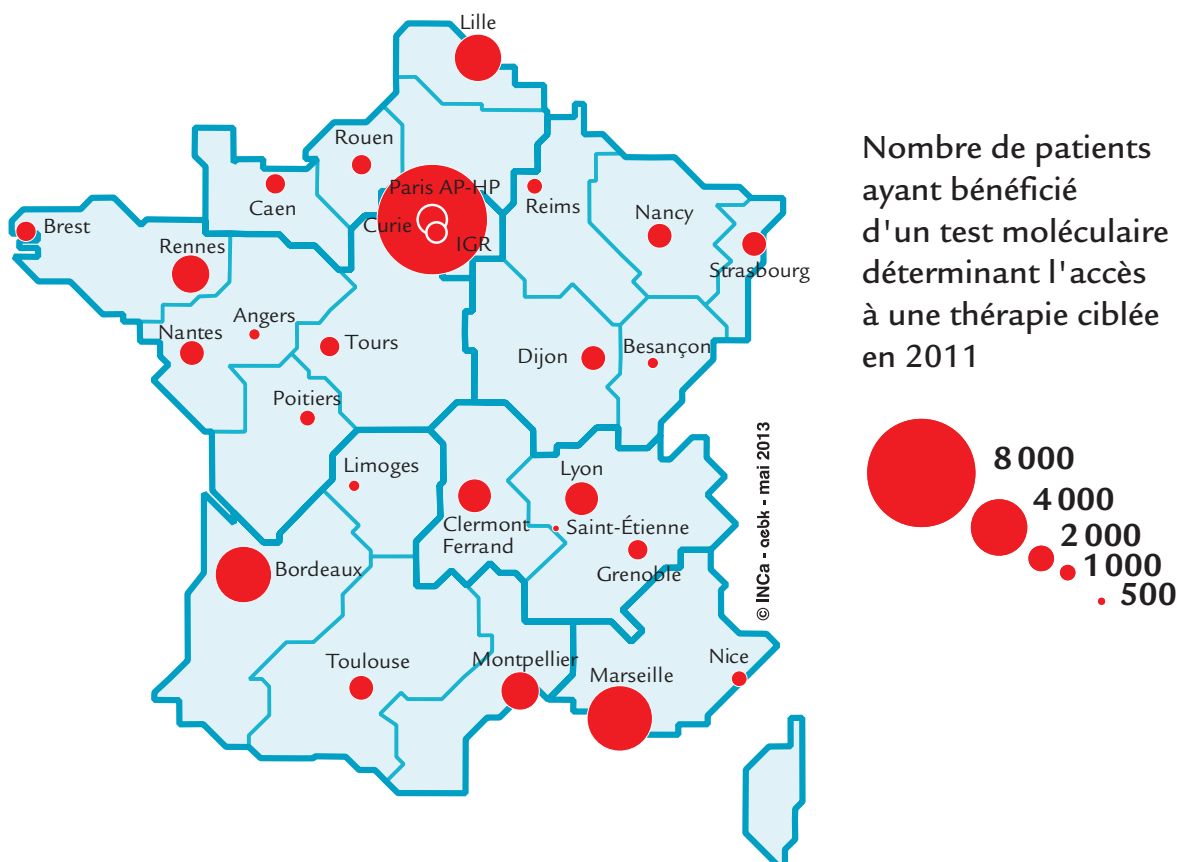 Lille
Rouen
Caen
Paris AP-HP
Curie
IGR
Reims
Nancy
Strasbourg
Brest
Rennes
Nantes
Angers
Tours
Dijon
Besançon
Poitiers
Limoges
Clermont
Ferrand
Lyon
Saint-Étienne
Grenoble
Bordeaux
Toulouse
Montpellier
Marseille
Nice
© INCa - aebk - mai 2013
Nombre de patients
ayant bénéficié
d'un test moléculaire
déterminant l'accès
à une thérapie ciblée
en 2011
8 000
4 000
2 000
1 000
500